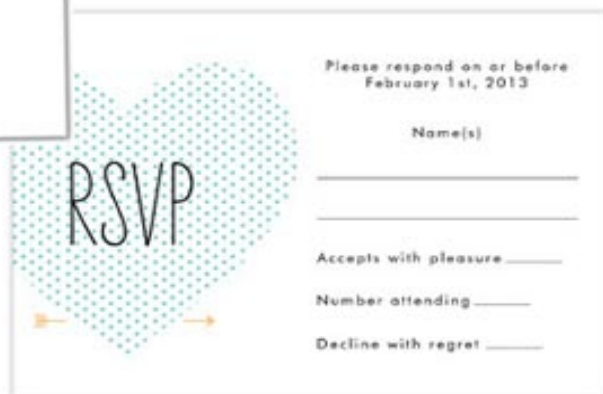 RSVP
Please respond on or before
February 1st, 2013
Name(s)
Accepts with pleasure
Number attending
Decline with regret